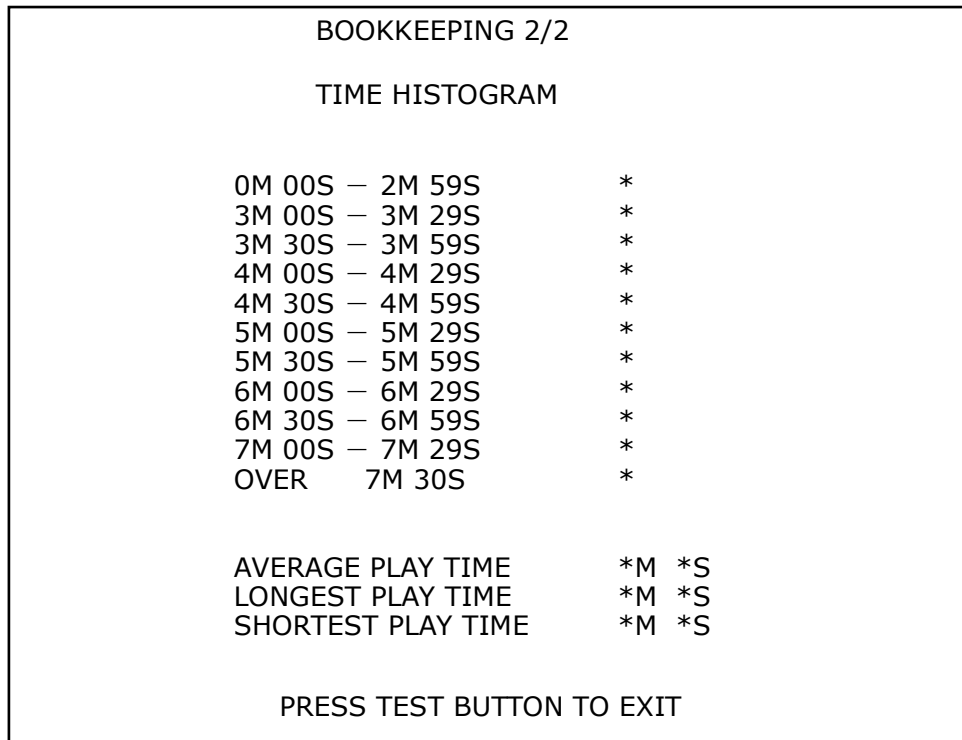 BOOKKEEPING 2/2
TIME HISTOGRAM
0M 00S － 2M 59S *
3M 00S － 3M 29S *
3M 30S － 3M 59S *
4M 00S － 4M 29S *
4M 30S － 4M 59S *
5M 00S － 5M 29S *
5M 30S － 5M 59S *
6M 00S － 6M 29S *
6M 30S － 6M 59S *
7M 00S － 7M 29S *
OVER 7M 30S *
AVERAGE PLAY TIME *M *S
LONGEST PLAY TIME *M *S
SHORTEST PLAY TIME *M *S
PRESS TEST BUTTON TO EXIT